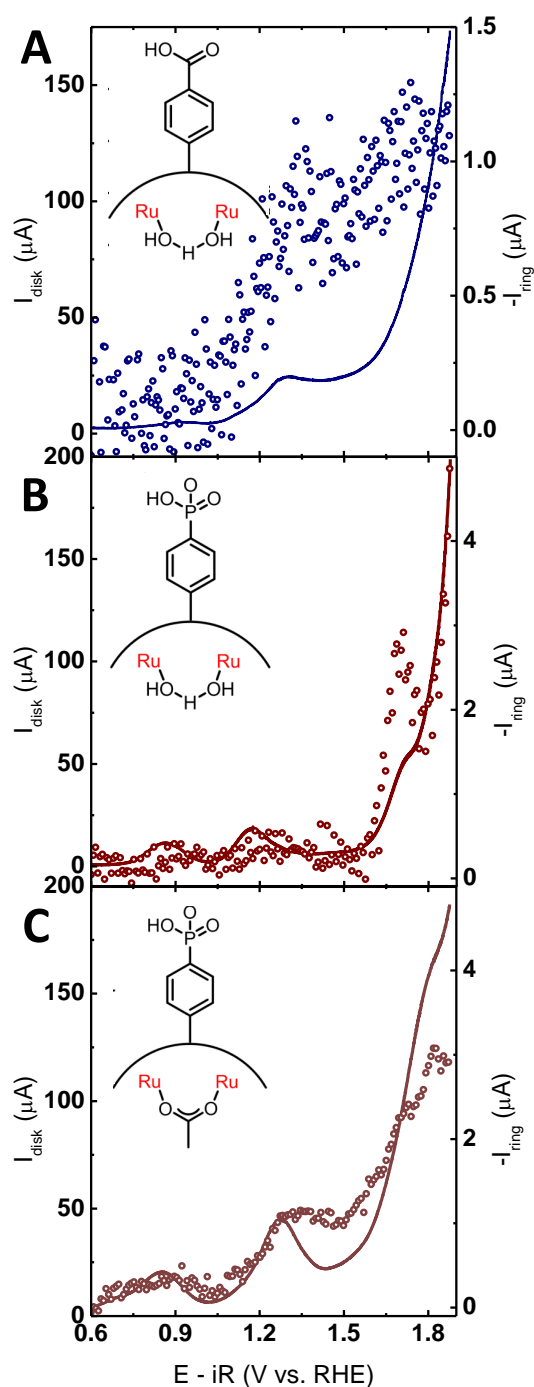 A
HO
O
Ru Ru
HO H OH
I_disk (μA)
150
100
50
0
-I_ring (μA)
1.5
1.0
0.5
0.0
B
O
HO P O
Ru Ru
HO H OH
I_disk (μA)
200
150
100
50
0
-I_ring (μA)
4
2
0
C
O
HO P O
Ru Ru
O O
I_disk (μA)
200
150
100
50
0
-I_ring (μA)
4
2
0
0.6 0.9 1.2 1.5 1.8
E - iR (V vs. RHE)